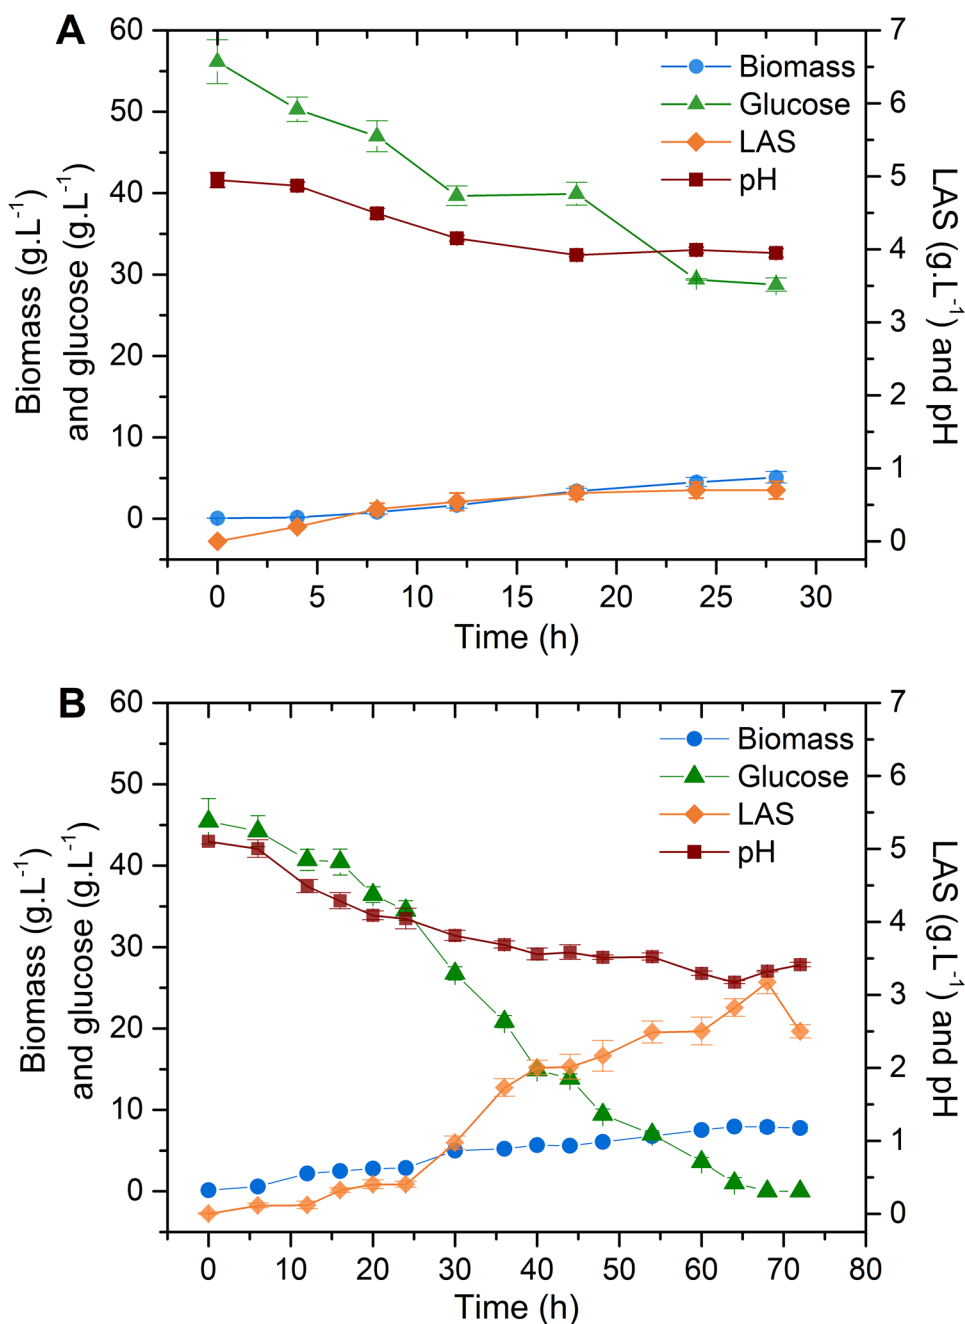 A
60
50
40
30
20
10
0
Biomass (g.L⁻¹)
and glucose (g.L⁻¹)
Biomass
Glucose
LAS
pH
7
6
5
4
3
2
1
0
LAS (g.L⁻¹) and pH
0 5 10 15 20 25 30
Time (h)
B
60
50
40
30
20
10
0
Biomass (g.L⁻¹)
and glucose (g.L⁻¹)
Biomass
Glucose
LAS
pH
7
6
5
4
3
2
1
0
LAS (g.L⁻¹) and pH
0 10 20 30 40 50 60 70 80
Time (h)